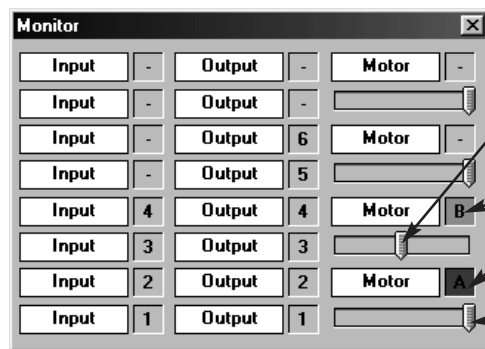 Monitor
Input - Output - Motor -
Input - Output -
Input - Output 6 Motor -
Input - Output 5
Input 4 Output 4 Motor B
Input 3 Output 3
Input 2 Output 2 Motor A
Input 1 Output 1